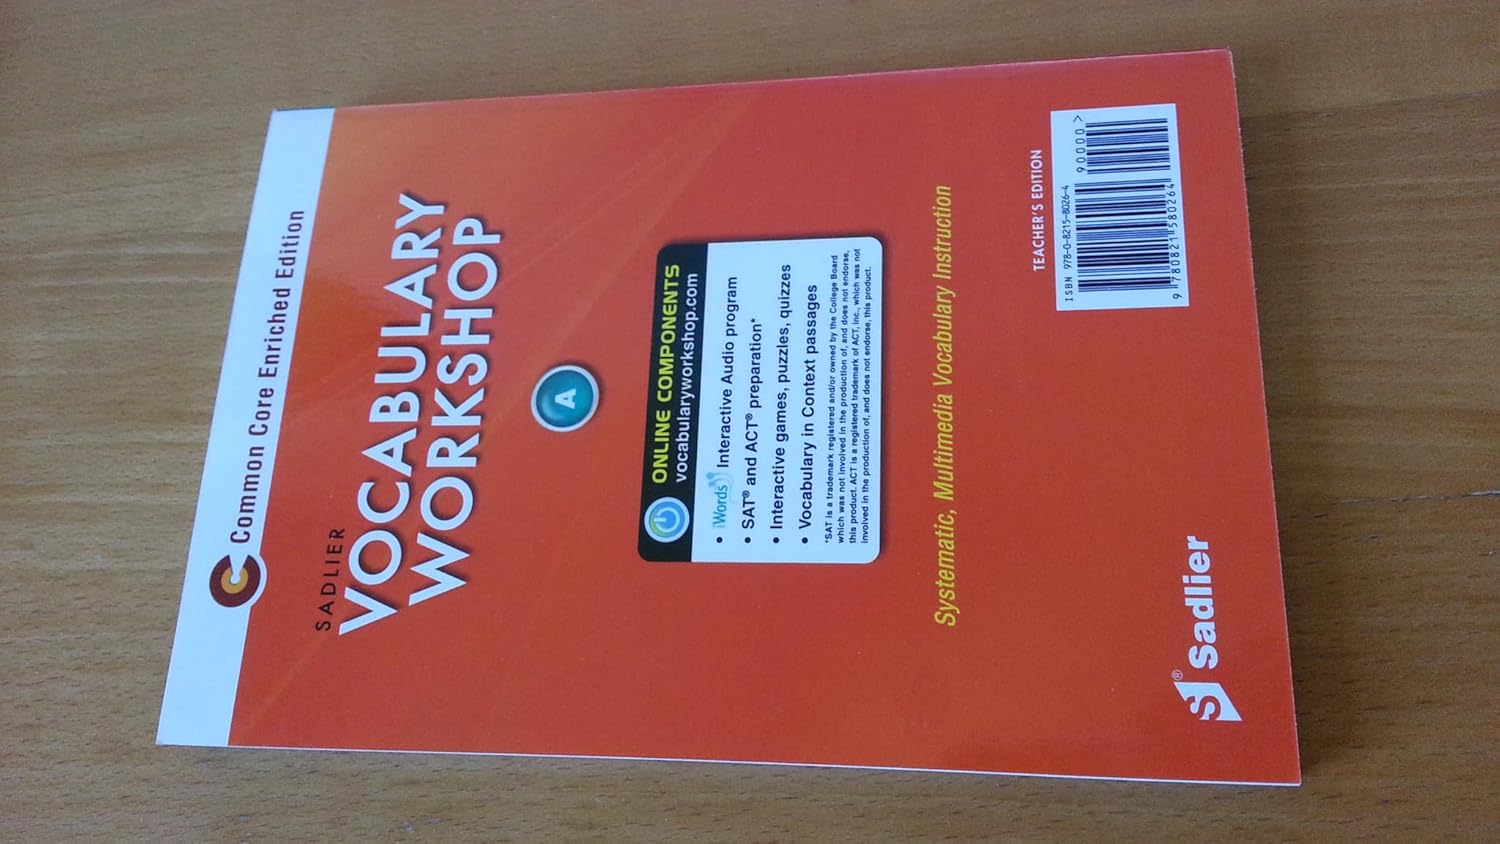 Common Core Enriched Edition
SADLIER
VOCABULARY
WORKSHOP
A
ONLINE COMPONENTS
vocabularyworkshop.com
• iWords Interactive Audio program
• SAT® and ACT® preparation*
• Interactive games, puzzles, quizzes
• Vocabulary in Context passages
*SAT is a trademark registered and/or owned by the College Board
which was not involved in the production of, and does not endorse,
this product. ACT is a registered trademark of ACT, Inc., which was not
involved in the production of, and does not endorse, this product.
Systematic, Multimedia Vocabulary Instruction
S® Sadlier
TEACHER'S EDITION
ISBN 978-0-8215-8026-4
90000>
9 780821 580264